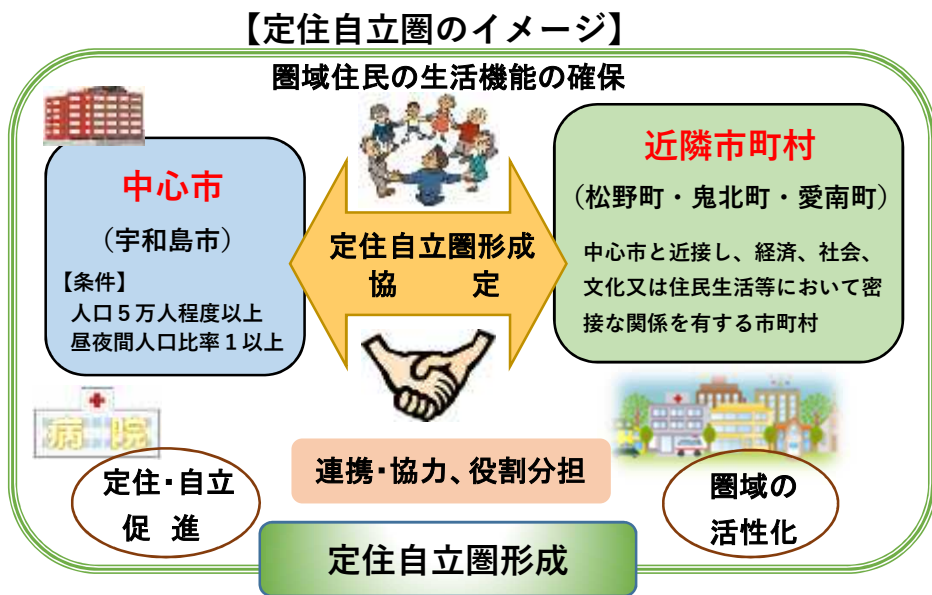 【定住自立圏のイメージ】
圏域住民の生活機能の確保
中心市
（宇和島市）
【条件】
人口５万人程度以上
昼夜間人口比率１以上
定住自立圏形成
協　定
近隣市町村
（松野町・鬼北町・愛南町）
中心市と近接し、経済、社会、
文化又は住民生活等において密
接な関係を有する市町村
病院
定住・自立
促 進
連携・協力、役割分担
圏域の
活性化
定住自立圏形成